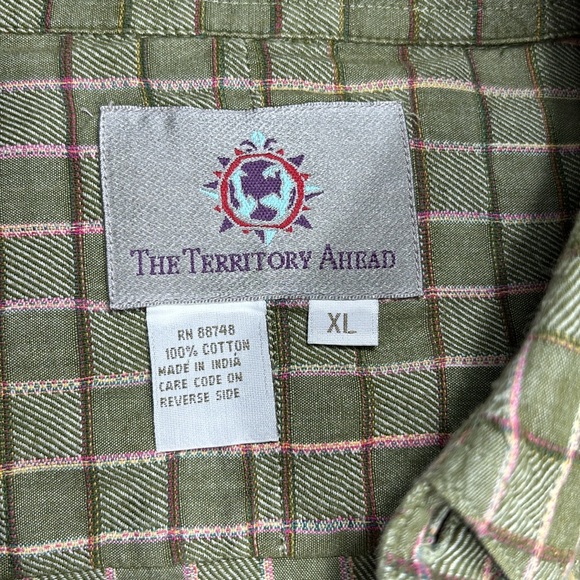 THE TERRITORY AHEAD
XL
RN 88748
100% COTTON
MADE IN INDIA
CARE CODE ON
REVERSE SIDE